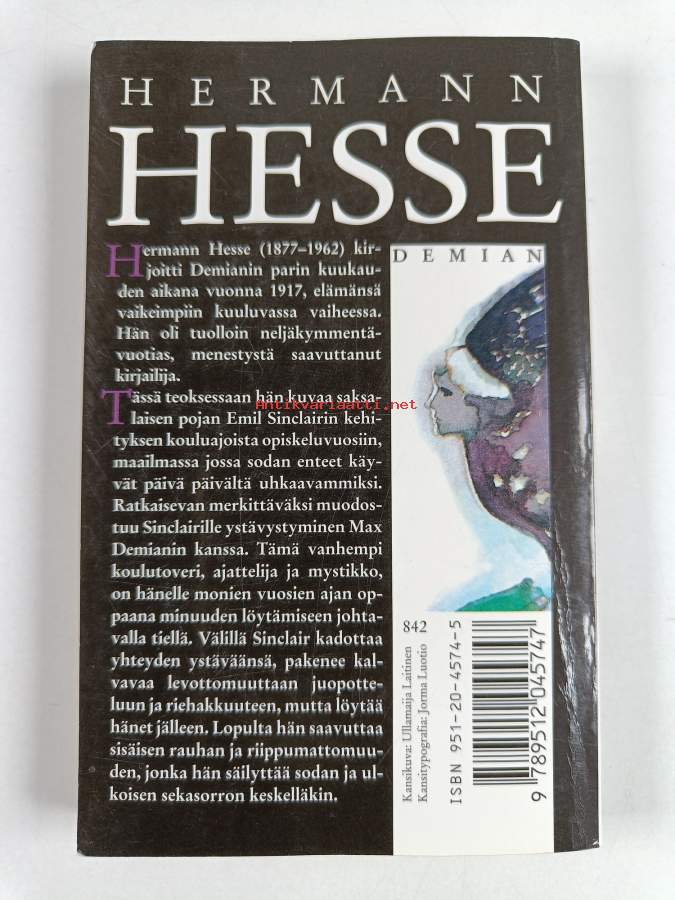 HERMANN
HESSE
Hermann Hesse (1877–1962) kir-
joitti Demianin parin kuukau-
den aikana vuonna 1917, elämänsä
vaikeimpiin kuuluvassa vaiheessa.
Hän oli tuolloin neljäkymmentä-
vuotias, menestystä saavuttanut
kirjailija.
Tässä teoksessaan hän kuvaa saksa-
laisen pojan Emil Sinclairin kehi-
tyksen kouluajoista opiskeluvuosiin,
maailmassa jossa sodan enteet käy-
vät päivä päivältä uhkaavammiksi.
Ratkaisevan merkittäväksi muodos-
tuu Sinclairille ystävystyminen Max
Demianin kanssa. Tämä vanhempi
koulutoveri, ajattelija ja mystikko,
on hänelle monien vuosien ajan op-
paana minuuden löytämiseen johta-
valla tiellä. Välillä Sinclair kadottaa
yhteyden ystäväänsä, pakenee kal-
vavaa levottomuuttaan juopotte-
luun ja riehakkuuteen, mutta löytää
hänet jälleen. Lopulta hän saavuttaa
sisäisen rauhan ja riippumattomuu-
den, jonka hän säilyttää sodan ja ul-
koisen sekasorron keskelläkin.
DEMIAN
Antikvariaatti.net
842
Kansikuva: Ullamaija Laitinen
Kansitypografia: Jorma Luotio
ISBN 951-20-4574-5
9 789512 045747